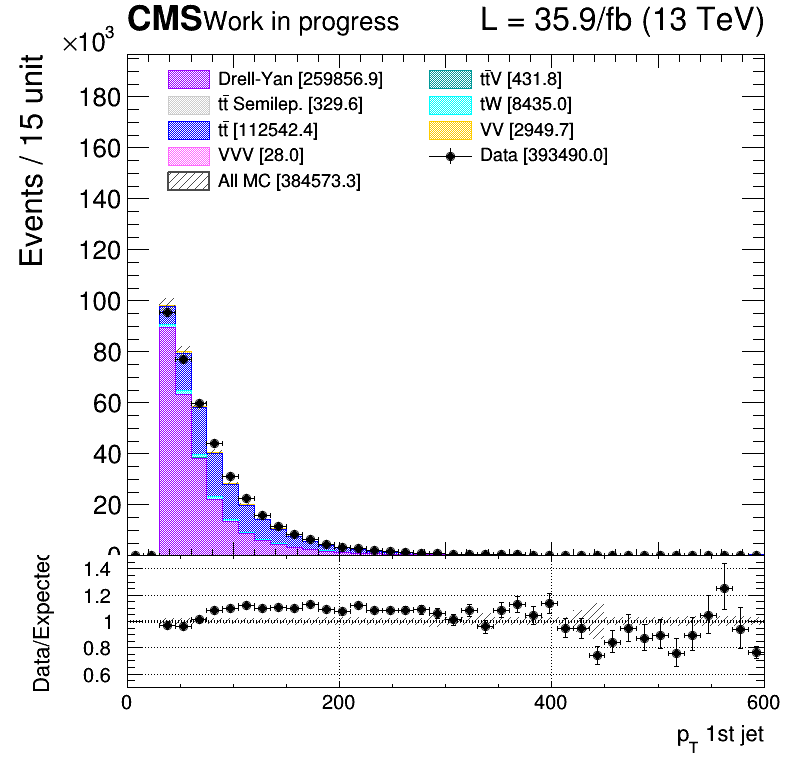 CMS Work in progress L = 35.9/fb (13 TeV)
×10³
Events / 15 unit
180
160
140
120
100
80
60
40
20
0
Drell-Yan [259856.9]
tt̄ Semilep. [329.6]
tt̄ [112542.4]
VVV [28.0]
All MC [384573.3]
tt̄V [431.8]
tW [8435.0]
VV [2949.7]
Data [393490.0]
Data/Expected
1.4
1.2
1
0.8
0.6
0 200 400 600
p_T 1st jet